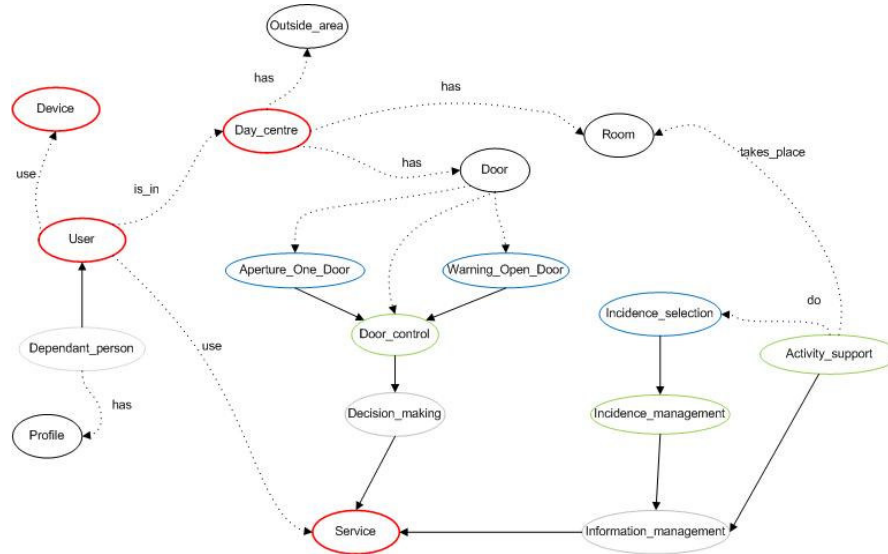 Outside_area
has
Device
has
Day_centre
Room
has
takes_place
use
Door
is_in
User
Aperture_One_Door
Warning_Open_Door
do
Incidence_selection
use
Door_control
Dependant_person
Activity_support
has
Decision_making
Incidence_management
Profile
Service
Information_management